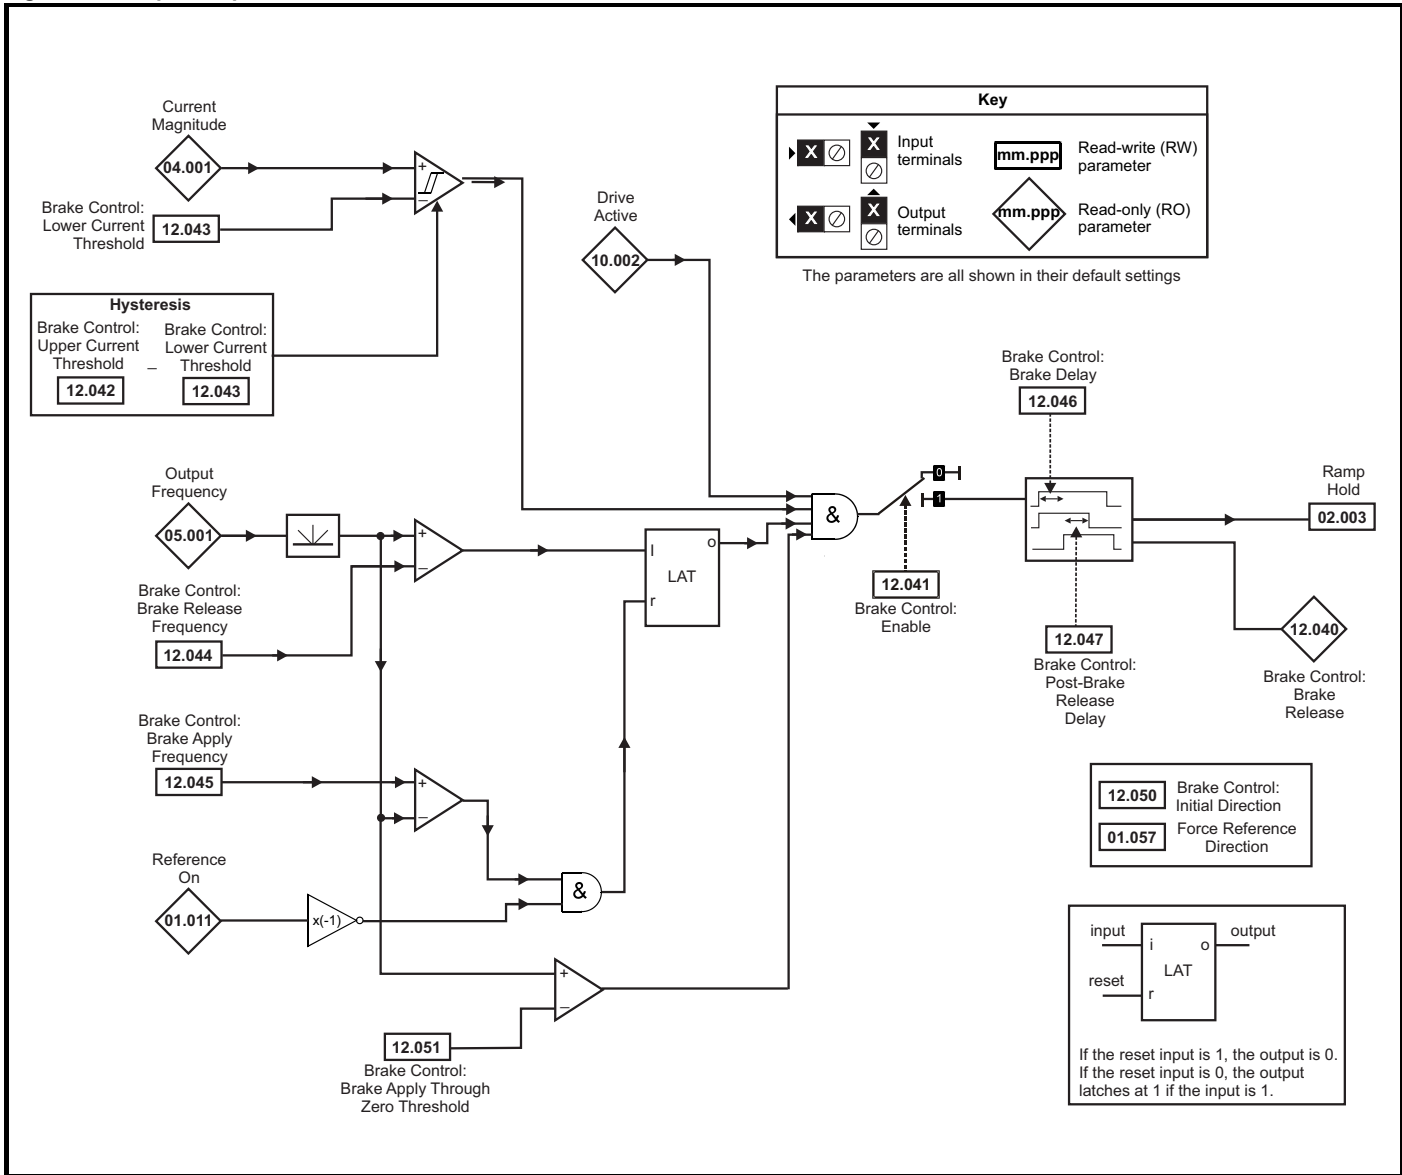 Current
Magnitude
04.001
+
−
Brake Control:
Lower Current
Threshold
12.043
Hysteresis
Brake Control:
Upper Current
Threshold
12.042
−
Brake Control:
Lower Current
Threshold
12.043
Drive
Active
10.002
Key
X
X
Input
terminals
X
X
Output
terminals
mm.ppp
Read-write (RW)
parameter
mm.ppp
Read-only (RO)
parameter
The parameters are all shown in their default settings
Output
Frequency
05.001
+
−
Brake Control:
Brake Release
Frequency
12.044
I
o
LAT
r
&
0
1
12.041
Brake Control:
Enable
Brake Control:
Brake Delay
12.046
12.047
Brake Control:
Post-Brake
Release
Delay
Ramp
Hold
02.003
12.040
Brake Control:
Brake
Release
Brake Control:
Brake Apply
Frequency
12.045
+
−
Reference
On
01.011
x(-1)
&
+
−
12.051
Brake Control:
Brake Apply Through
Zero Threshold
12.050
Brake Control:
Initial Direction
01.057
Force Reference
Direction
input
i
o
output
LAT
reset
r
If the reset input is 1, the output is 0.
If the reset input is 0, the output
latches at 1 if the input is 1.